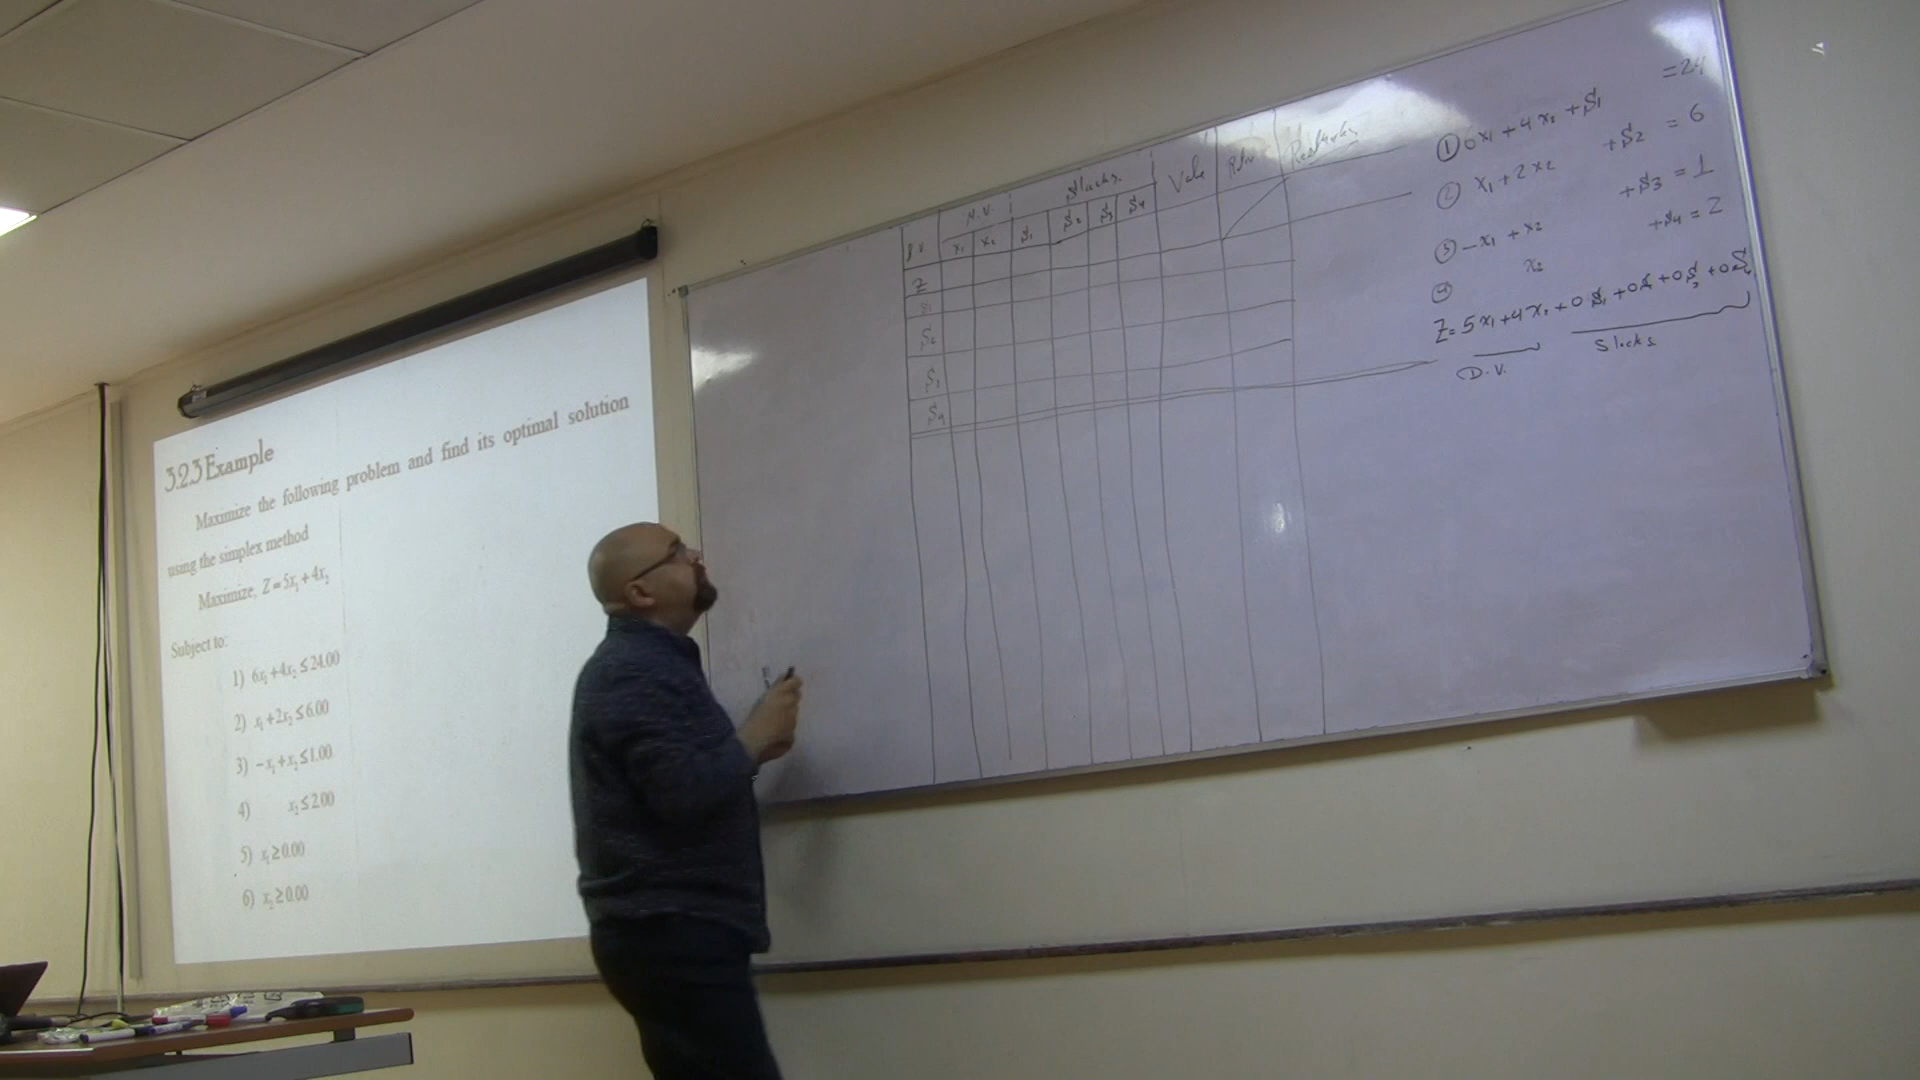 3.2.3 Example
Maximize the following problem and find its optimal solution
using the simplex method
Maximize, Z = 5x₁ + 4x₂
Subject to:
1) 6x₁+4x₂ ≤ 24.00
2) x₁+2x₂ ≤ 6.00
3) −x₁+x₂ ≤ 1.00
4) x₂ ≤ 2.00
5) x₁ ≥ 0.00
6) x₂ ≥ 0.00
Slacks. Value
x₁ x₂ S₁ S₂ S₃ S₄
Z
S₂
S₃
S₄
① 0x₁ + 4x₂ + S₁ = 24
② x₁ + 2x₂ + S₂ = 6
③ −x₁ + x₂ + S₃ = 1
④ x₂ + S₄ = 2
Z = 5x₁ + 4x₂ + 0S₁ + 0S₂ + 0S₃ + 0S₄
D.V. Slacks